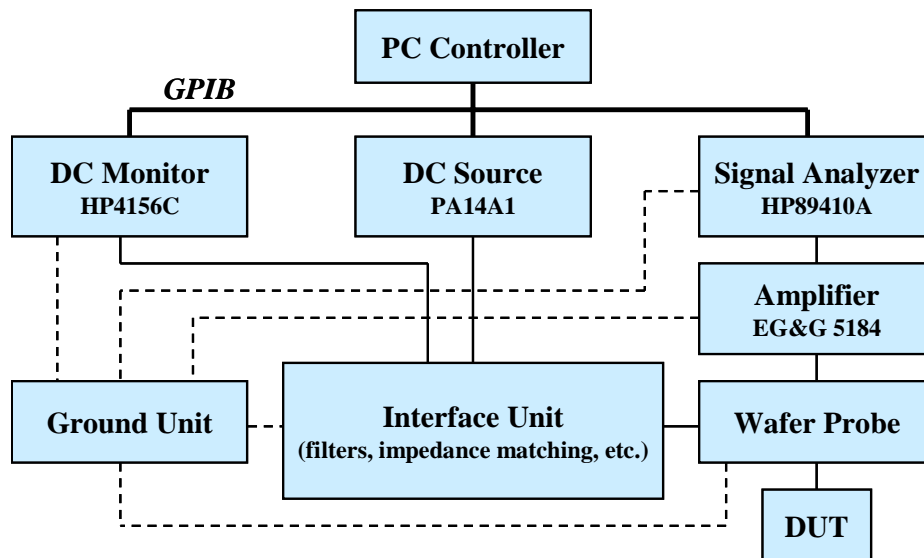 PC Controller
GPIB
DC Monitor
HP4156C
DC Source
PA14A1
Signal Analyzer
HP89410A
Amplifier
EG&G 5184
Ground Unit
Interface Unit
(filters, impedance matching, etc.)
Wafer Probe
DUT